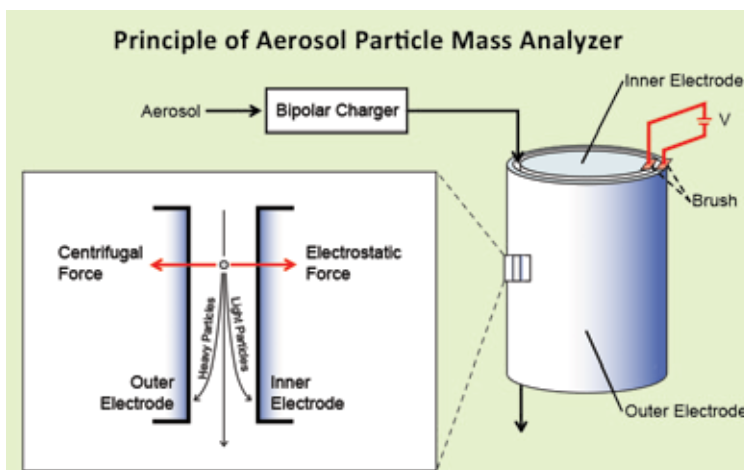 Principle of Aerosol Particle Mass Analyzer
Inner Electrode
Aerosol
Bipolar Charger
V
Brush
Centrifugal
Force
Electrostatic
Force
Heavy Particles
Light Particles
Outer
Electrode
Inner
Electrode
Outer Electrode